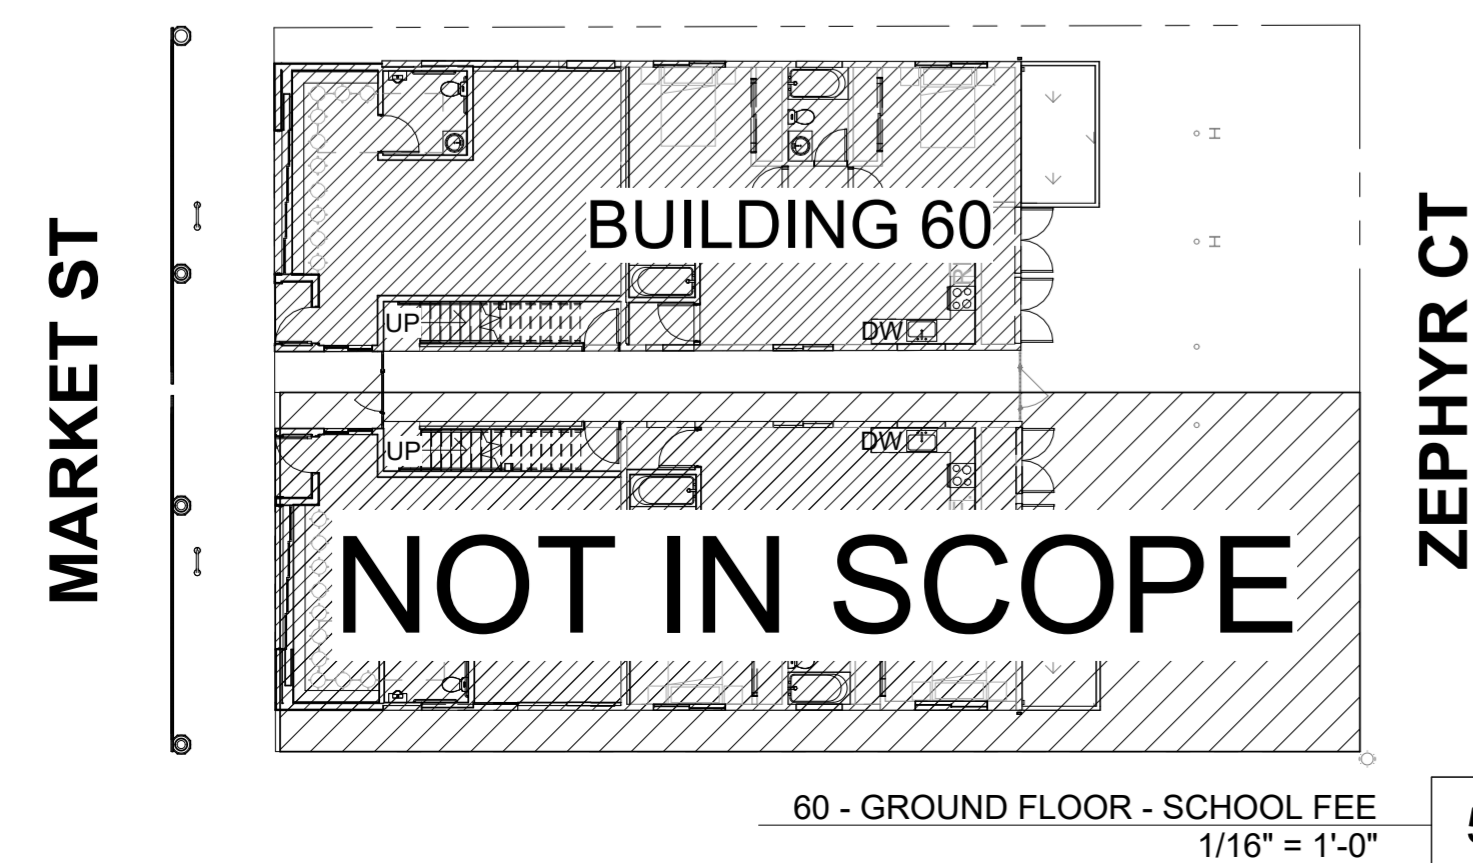 MARKET ST
BUILDING 60
UP
DW
H
H
UP
DW
NOT IN SCOPE
ZEPHYR CT
60 - GROUND FLOOR - SCHOOL FEE
1/16" = 1'-0"